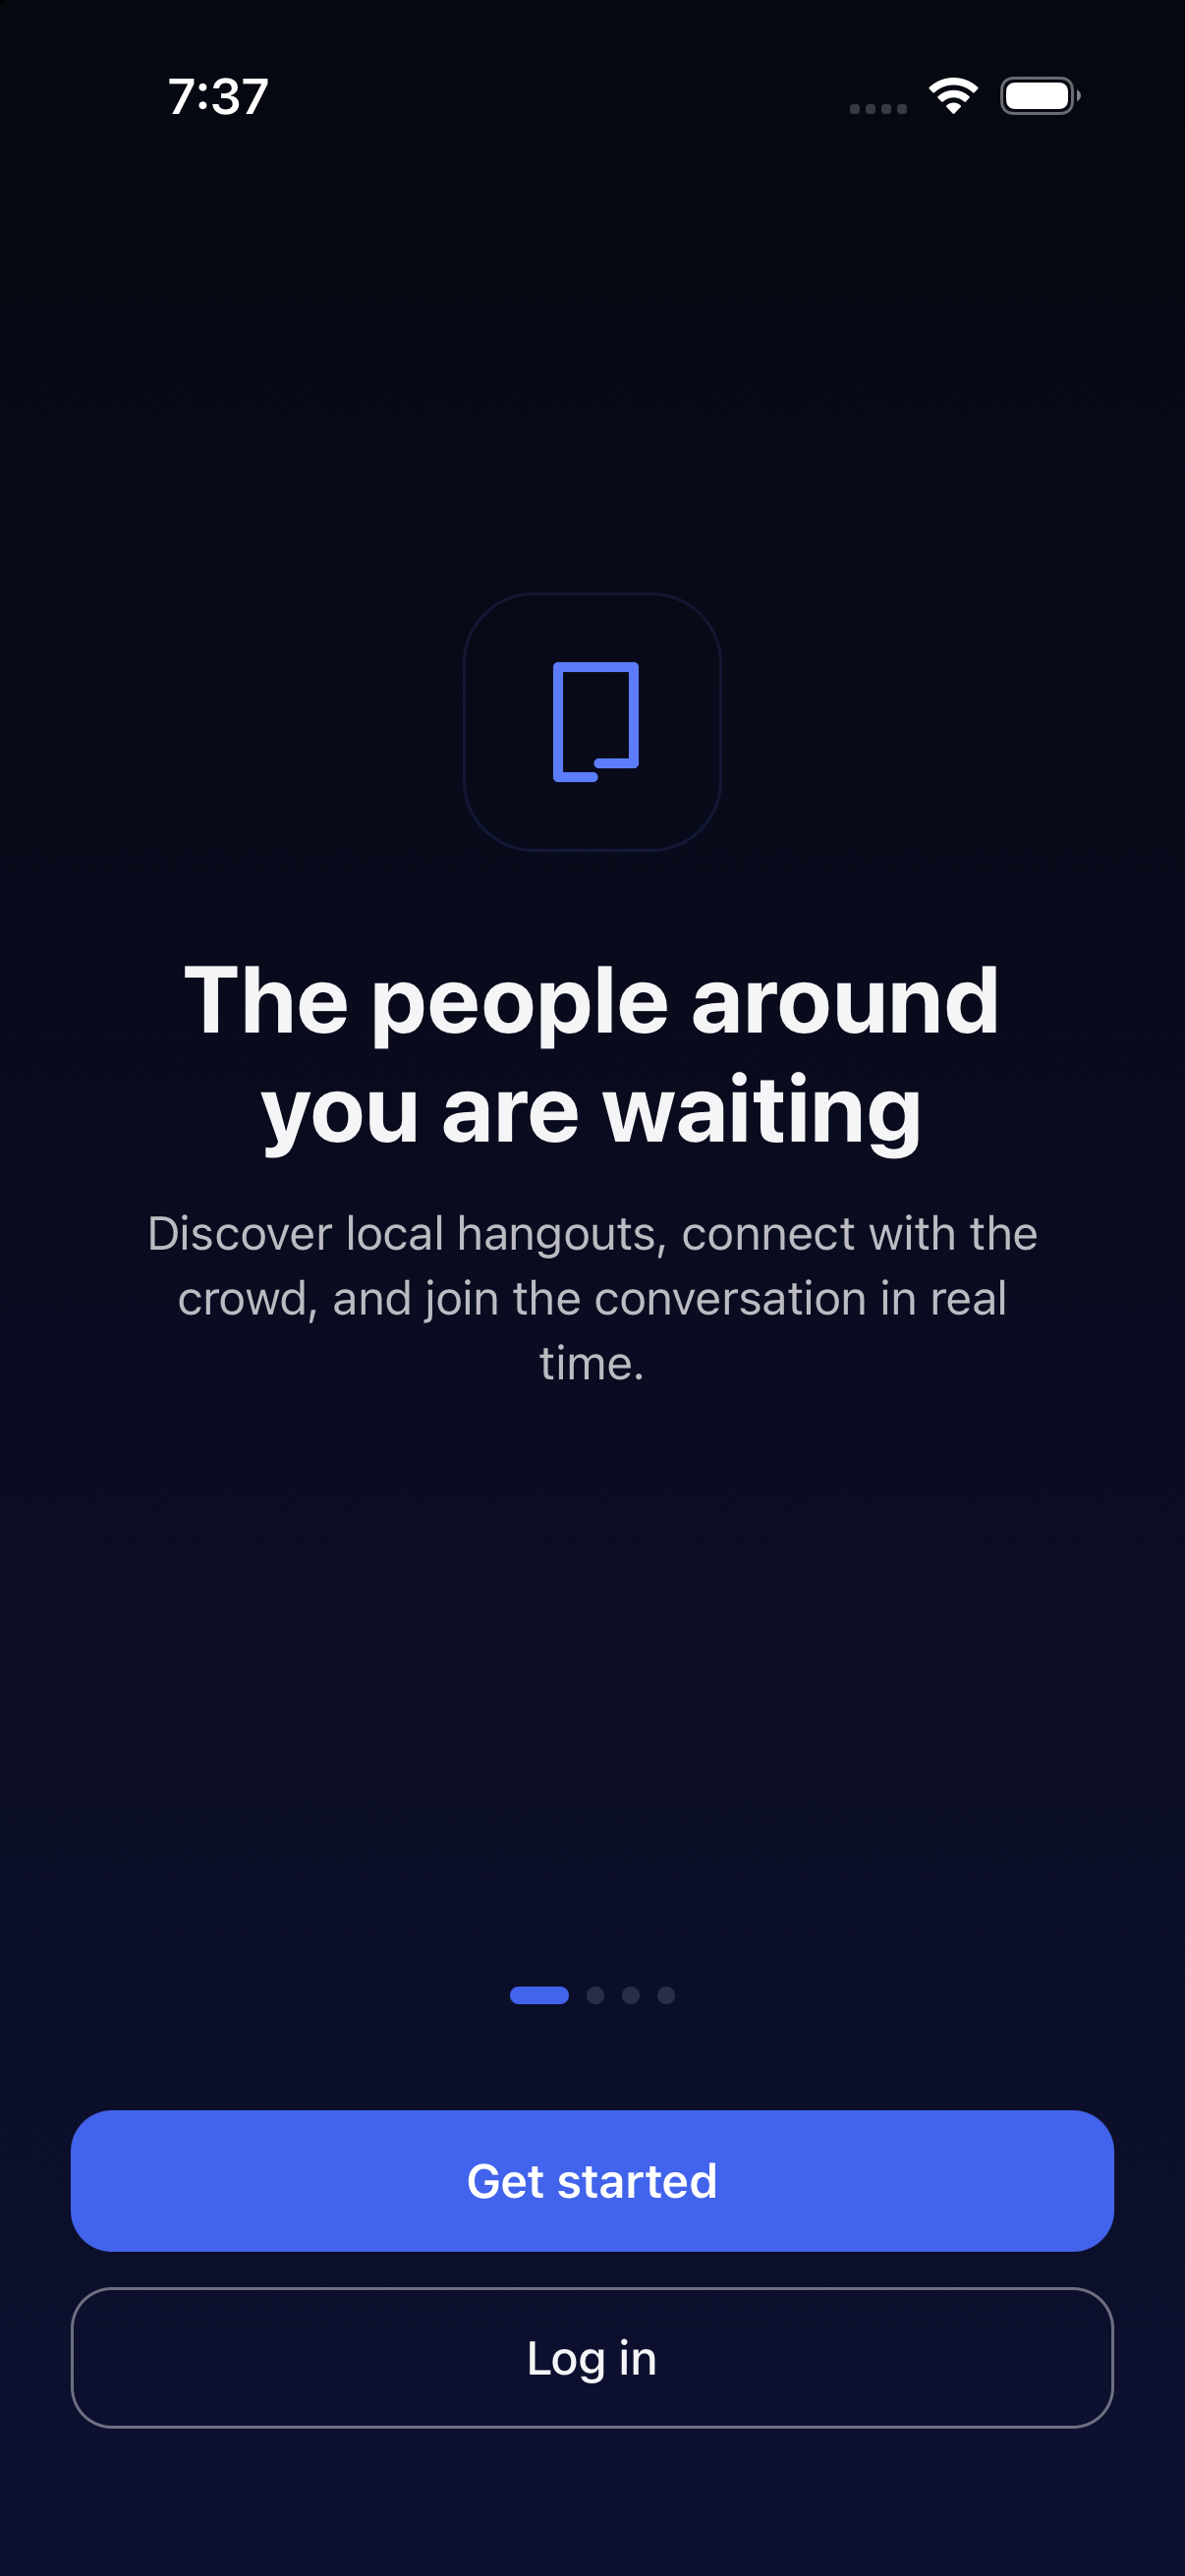 7:37
The people around
you are waiting
Discover local hangouts, connect with the
crowd, and join the conversation in real
time.
Get started
Log in